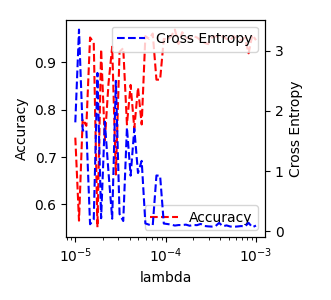 Cross Entropy
0.9
0.8
0.7
0.6
Accuracy
3
2
1
0
Cross Entropy
Accuracy
10⁻⁵
10⁻⁴
10⁻³
lambda